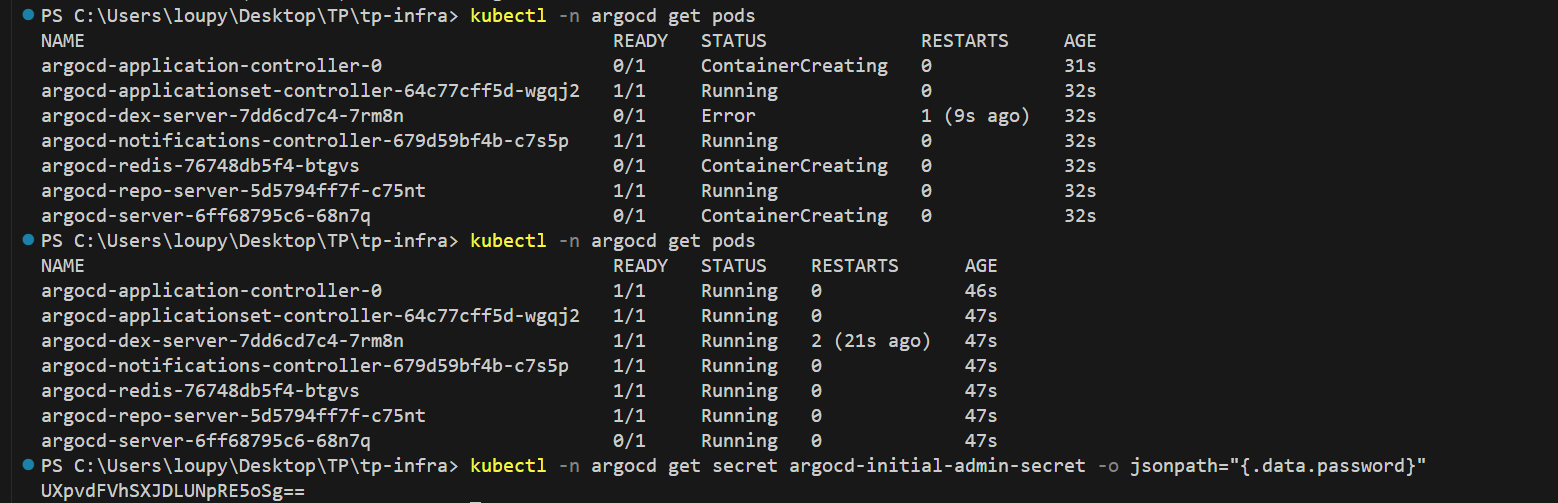 PS C:\Users\loupy\Desktop\TP\tp-infra> kubectl -n argocd get pods
NAME READY STATUS RESTARTS AGE
argocd-application-controller-0 0/1 ContainerCreating 0 31s
argocd-applicationset-controller-64c77cff5d-wgqj2 1/1 Running 0 32s
argocd-dex-server-7dd6cd7c4-7rm8n 0/1 Error 1 (9s ago) 32s
argocd-notifications-controller-679d59bf4b-c7s5p 1/1 Running 0 32s
argocd-redis-76748db5f4-btgvs 0/1 ContainerCreating 0 32s
argocd-repo-server-5d5794ff7f-c75nt 1/1 Running 0 32s
argocd-server-6ff68795c6-68n7q 0/1 ContainerCreating 0 32s
PS C:\Users\loupy\Desktop\TP\tp-infra> kubectl -n argocd get pods
NAME READY STATUS RESTARTS AGE
argocd-application-controller-0 1/1 Running 0 46s
argocd-applicationset-controller-64c77cff5d-wgqj2 1/1 Running 0 47s
argocd-dex-server-7dd6cd7c4-7rm8n 1/1 Running 2 (21s ago) 47s
argocd-notifications-controller-679d59bf4b-c7s5p 1/1 Running 0 47s
argocd-redis-76748db5f4-btgvs 1/1 Running 0 47s
argocd-repo-server-5d5794ff7f-c75nt 1/1 Running 0 47s
argocd-server-6ff68795c6-68n7q 0/1 Running 0 47s
PS C:\Users\loupy\Desktop\TP\tp-infra> kubectl -n argocd get secret argocd-initial-admin-secret -o jsonpath="{.data.password}"
UXpvdFVhSXJDLUNpRE5oSg==